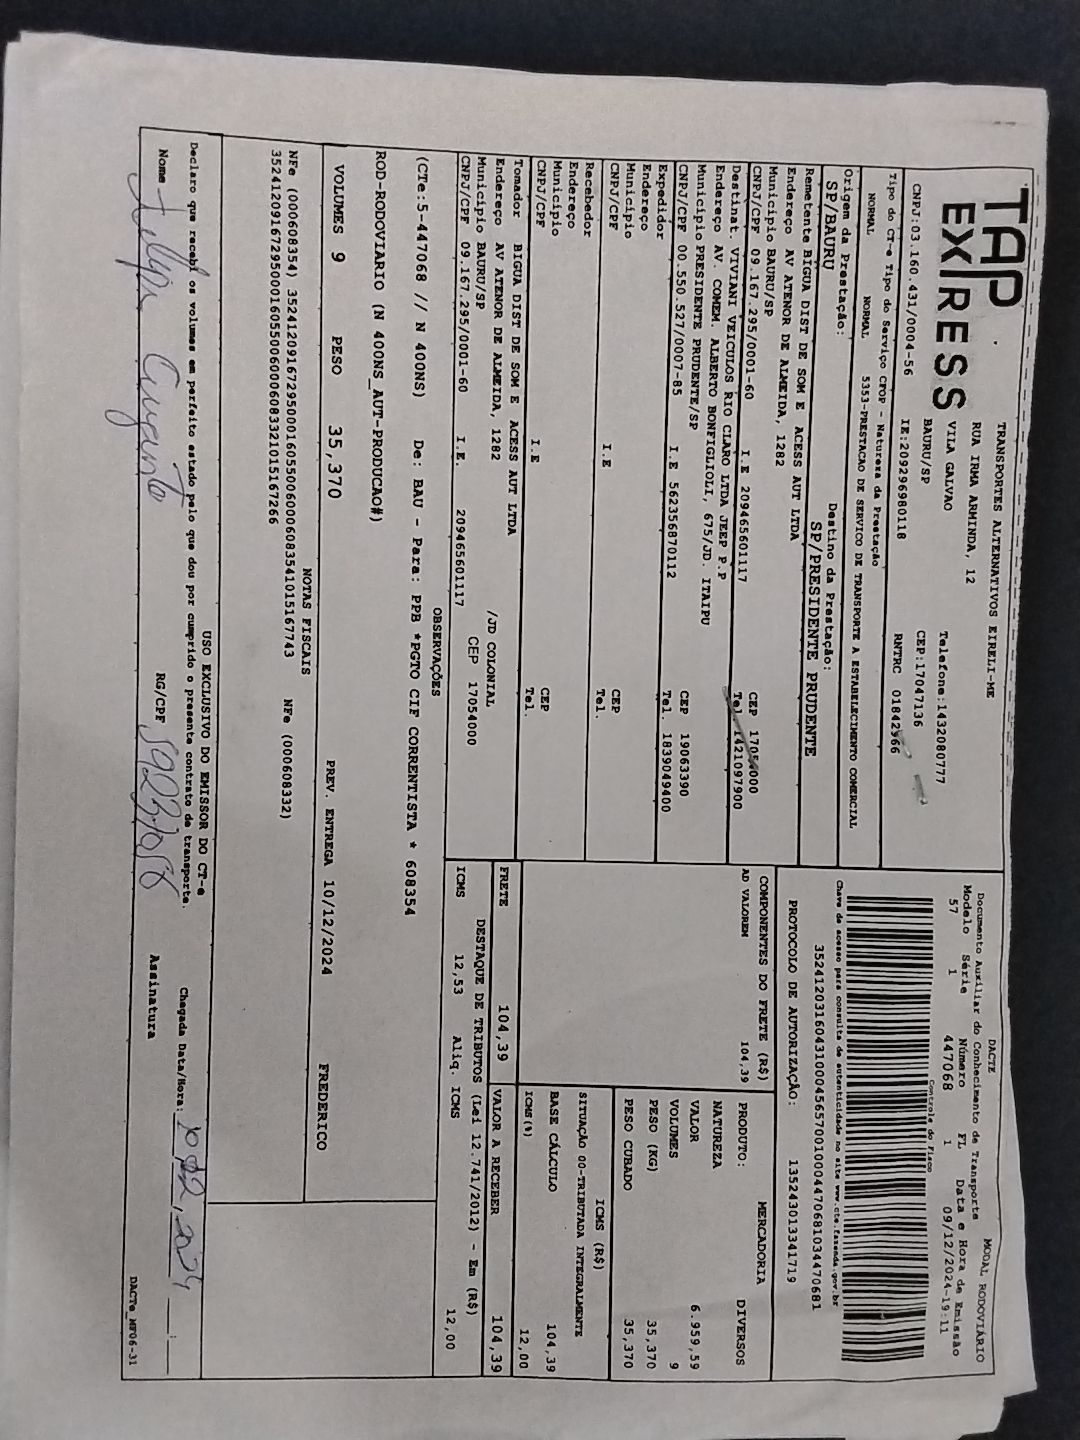 TAP
EXPRESS
TRANSPORTES ALTERNATIVOS EIRELI-ME
RUA IRMA ARMINDA, 12
VILA GALVAO Telefone:1432080777
BAURU/SP CEP:17047136
CNPJ:03.160.431/0004-56 IE:209296980118 RNTRC 01842966
Tipo do CT-e Tipo do Serviço CFOP - Natureza da Prestação
NORMAL NORMAL 5353-PRESTACAO DE SERVICO DE TRANSPORTE A ESTABELECIMENTO COMERCIAL
Origem da Prestação: Destino da Prestação:
SP/BAURU SP/PRESIDENTE PRUDENTE
MODAL RODOVIÁRIO
DACTE
Documento Auxiliar do Conhecimento de Transporte
Modelo Série Número FL Data e Hora de Emissão
57 1 447068 1 09/12/2024-19:11
Controle do Fisco
Chave de acesso para consulta de autenticidade no site www.cte.fazenda.gov.br
PROTOCOLO DE AUTORIZAÇÃO: 135243013341719
Remetente BIGUA DIST DE SOM E ACESS AUT LTDA
Endereço AV ATENOR DE ALMEIDA, 1282
Município BAURU/SP CEP 17054000
CNPJ/CPF 09.167.295/0001-60 I.E 209465601117 Tel.1421097900
Destinat. VIVIANI VEICULOS RIO CLARO LTDA JEEP P.P
Endereço AV. COMEM. ALBERTO BONFIGLIOLI, 675/JD. ITAIPU
Município PRESIDENTE PRUDENTE/SP CEP 19063390
CNPJ/CPF 00.550.527/0007-85 I.E 562356870112 Tel. 1839049400
Expedidor
Endereço
Município CEP
CNPJ/CPF I.E Tel.
Recebedor
Endereço
Município CEP
CNPJ/CPF I.E Tel.
Tomador BIGUA DIST DE SOM E ACESS AUT LTDA
Endereço AV ATENOR DE ALMEIDA, 1282 /JD COLONIAL
Município BAURU/SP CEP 17054000
CNPJ/CPF 09.167.295/0001-60 I.E. 209465601117
COMPONENTES DO FRETE (R$)
AD VALOREM 104,39
MERCADORIA
PRODUTO: DIVERSOS
NATUREZA
VALOR 6.959,59
VOLUMES 9
PESO (KG) 35,370
PESO CUBADO 35,370
ICMS (R$)
SITUAÇÃO 00-TRIBUTADA INTEGRALMENTE
BASE CÁLCULO 104,39
ICMS(%) 12,00
FRETE 104,39 VALOR A RECEBER 104,39
DESTAQUE DE TRIBUTOS (Lei 12.741/2012) - Em (R$)
ICMS 12,53 Aliq. ICMS 12,00
OBSERVAÇÕES
(CTe:5-447068 // N 400NS) De: BAU - Para: PPB *PGTO CIF CORRENTISTA * 608354
ROD-RODOVIARIO (N 400NS_AUT-PRODUCAO#)
VOLUMES 9 PESO 35,370 PREV. ENTREGA 10/12/2024 FREDERICO
NOTAS FISCAIS
NFe (000608354) 35241209167295000160550060006083541015167743 NFe (000608332)
35241209167295000160550060006083321015167266
USO EXCLUSIVO DO EMISSOR DO CT-e
Declaro que recebi os volumes em perfeito estado pelo que dou por cumprido o presente contrato de transporte.
Chegada Data/Hora:
Nome RG/CPF Assinatura
DACTe_MF06-31